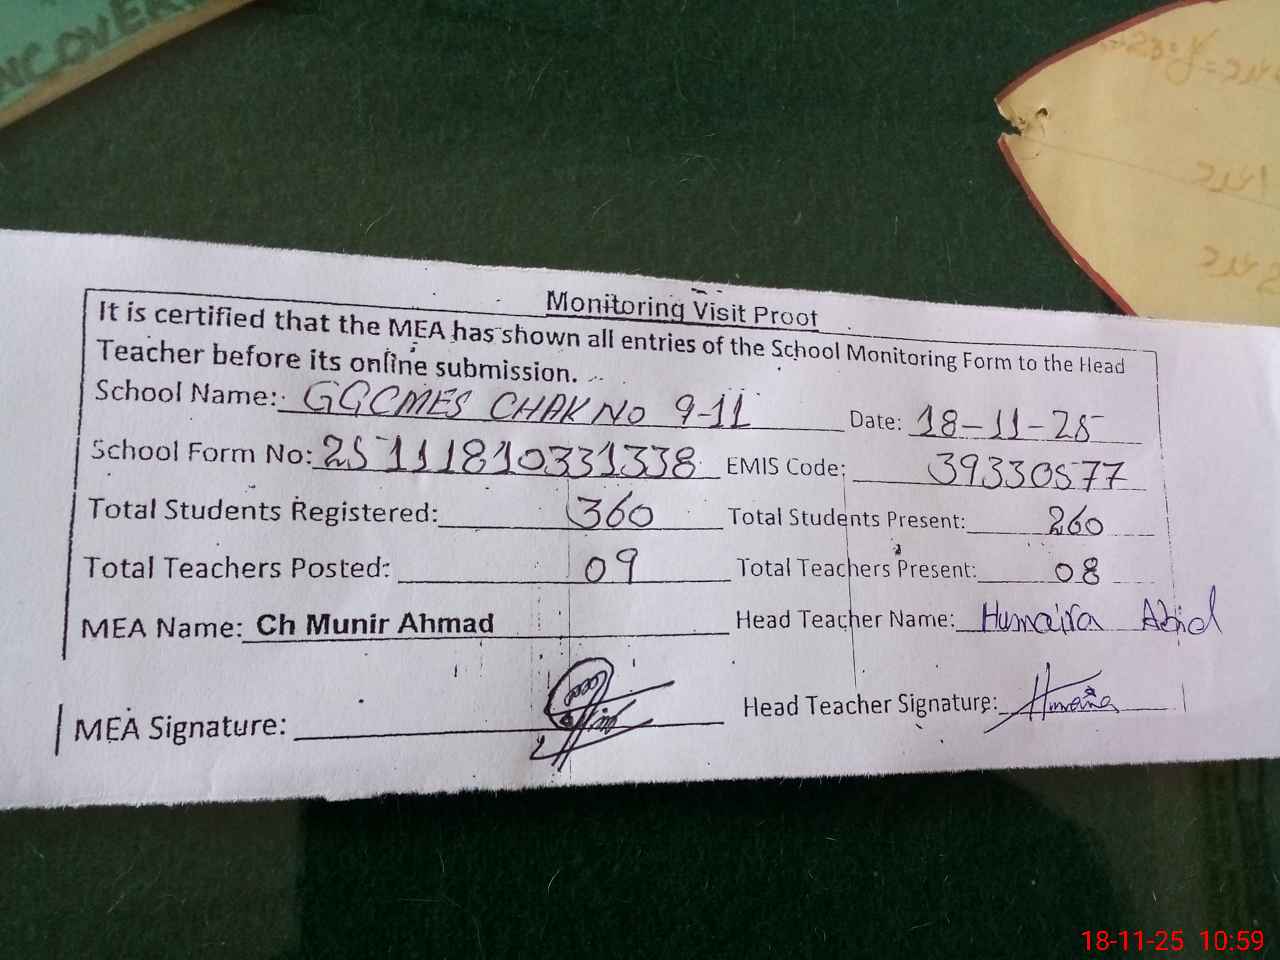 NCOVER
Monitoring Visit Proof
It is certified that the MEA has shown all entries of the School Monitoring Form to the Head
Teacher before its online submission.
School Name: GGCMES CHAK NO 9-11 Date: 18-11-25
School Form No: 25111810331338 EMIS Code: 39330577
Total Students Registered: 360 Total Students Present: 260
Total Teachers Posted: 09 Total Teachers Present: 08
MEA Name: Ch Munir Ahmad Head Teacher Name: Humaira Abid
MEA Signature: Head Teacher Signature: Humaira
18-11-25 10:59